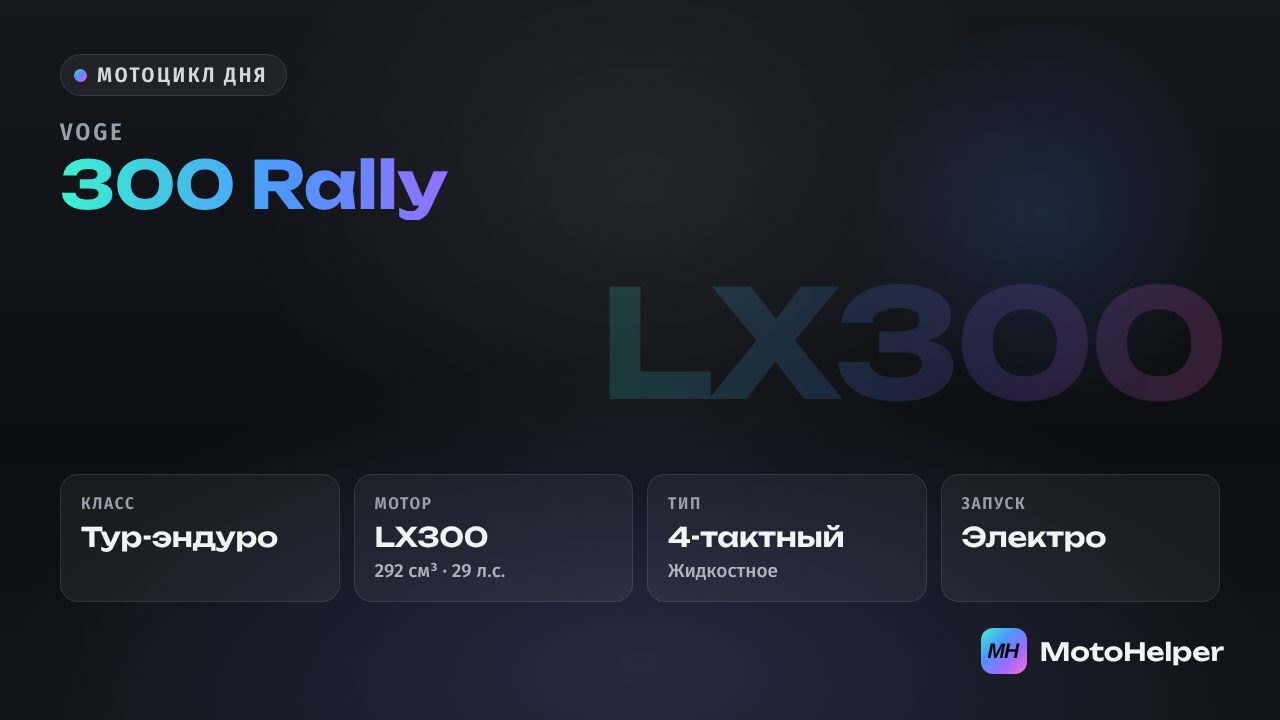 МОТОЦИКЛ ДНЯ
VOGE
300 Rally
LX300
КЛАСС
Тур-эндуро
МОТОР
LX300
292 см³ · 29 л.с.
ТИП
4-тактный
Жидкостное
ЗАПУСК
Электро
MH MotoHelper